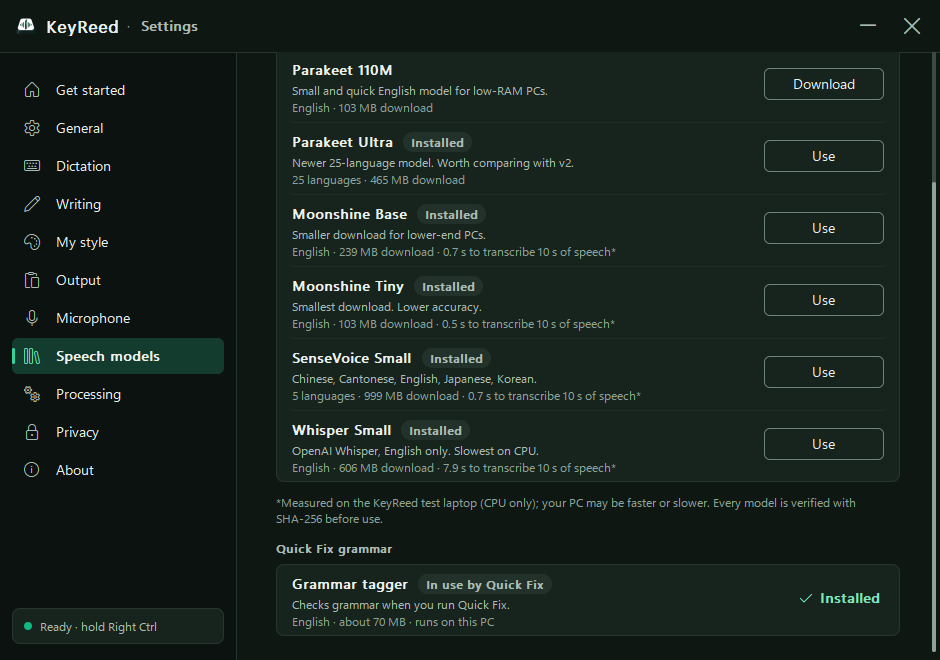 KeyReed · Settings
Get started
General
Dictation
Writing
My style
Output
Microphone
Speech models
Processing
Privacy
About
Ready · hold Right Ctrl
Parakeet 110M
Small and quick English model for low-RAM PCs.
English · 103 MB download
Download
Parakeet Ultra Installed
Newer 25-language model. Worth comparing with v2.
25 languages · 465 MB download
Use
Moonshine Base Installed
Smaller download for lower-end PCs.
English · 239 MB download · 0.7 s to transcribe 10 s of speech*
Use
Moonshine Tiny Installed
Smallest download. Lower accuracy.
English · 103 MB download · 0.5 s to transcribe 10 s of speech*
Use
SenseVoice Small Installed
Chinese, Cantonese, English, Japanese, Korean.
5 languages · 999 MB download · 0.7 s to transcribe 10 s of speech*
Use
Whisper Small Installed
OpenAI Whisper, English only. Slowest on CPU.
English · 606 MB download · 7.9 s to transcribe 10 s of speech*
Use
*Measured on the KeyReed test laptop (CPU only); your PC may be faster or slower. Every model is verified with
SHA-256 before use.
Quick Fix grammar
Grammar tagger In use by Quick Fix
Checks grammar when you run Quick Fix.
English · about 70 MB · runs on this PC
Installed